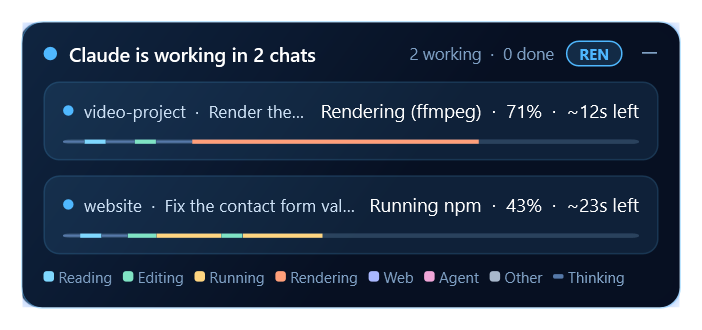 Claude is working in 2 chats 2 working · 0 done REN —
video-project · Render the... Rendering (ffmpeg) · 71% · ~12s left
website · Fix the contact form val... Running npm · 43% · ~23s left
Reading Editing Running Rendering Web Agent Other Thinking